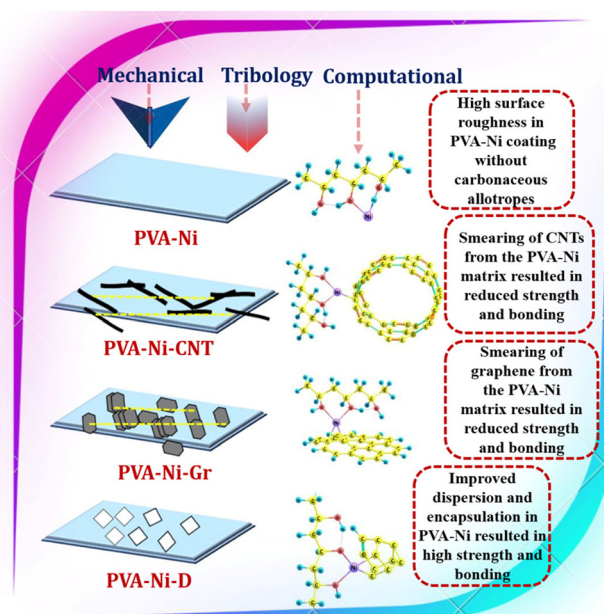 Mechanical Tribology Computational
High surface
roughness in
PVA-Ni coating
without
carbonaceous
allotropes
PVA-Ni
Smearing of CNTs
from the PVA-Ni
matrix resulted in
reduced strength
and bonding
PVA-Ni-CNT
Smearing of
graphene from
the PVA-Ni
matrix resulted in
reduced strength
and bonding
PVA-Ni-Gr
Improved
dispersion and
encapsulation in
PVA-Ni resulted in
high strength and
bonding
PVA-Ni-D